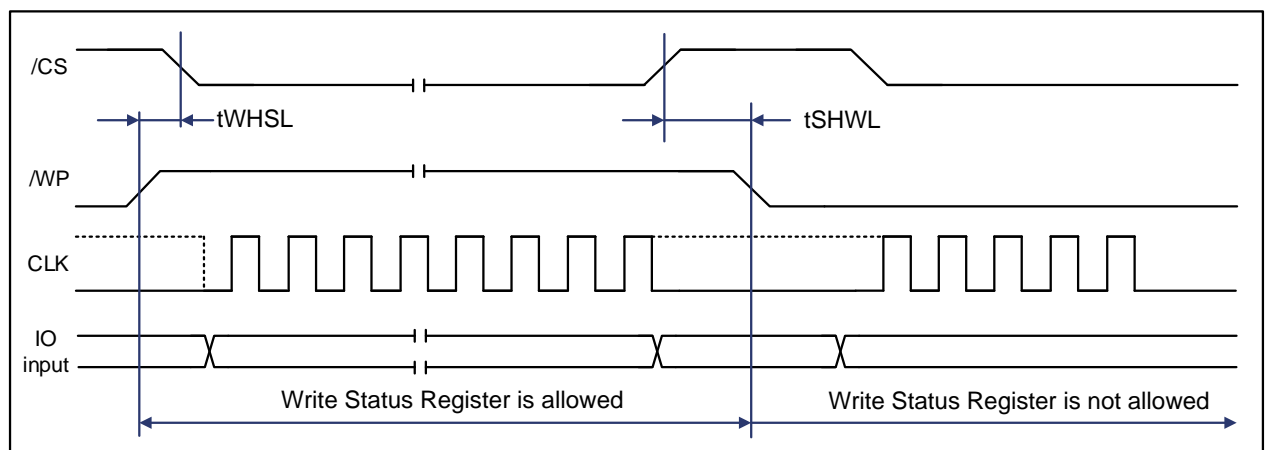 /CS
tWHSL
tSHWL
/WP
CLK
IO
input
Write Status Register is allowed
Write Status Register is not allowed